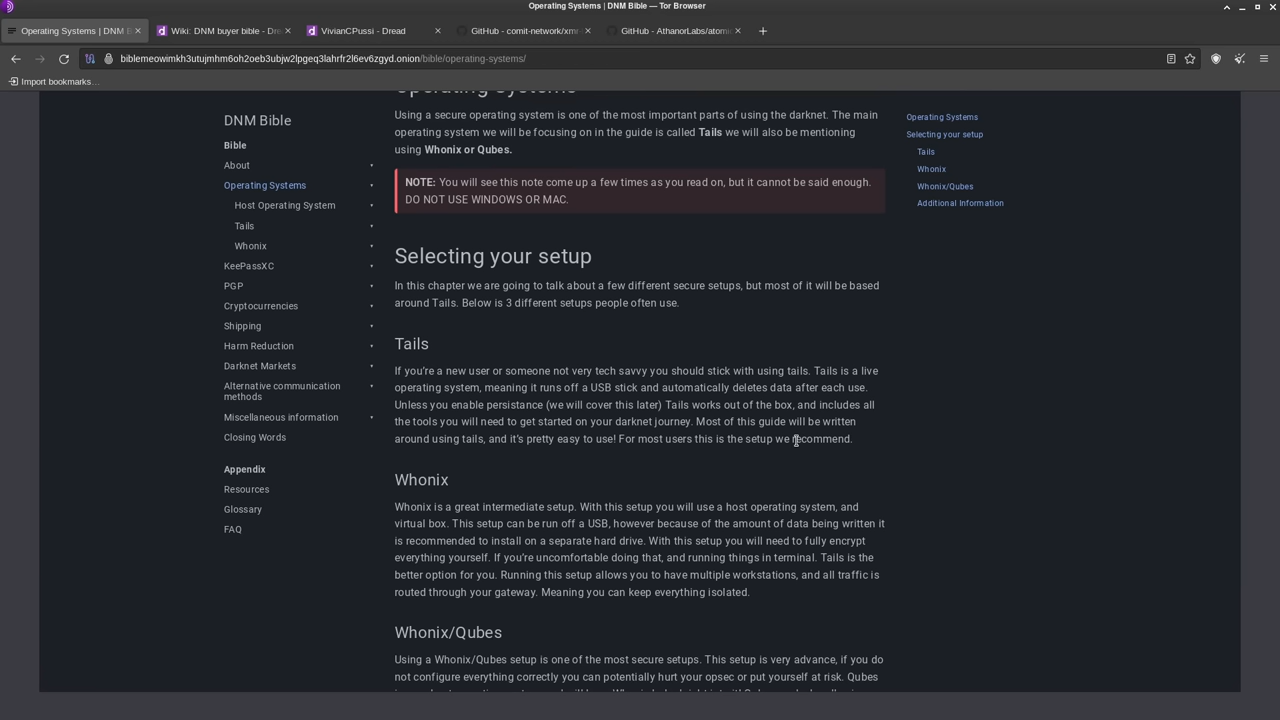 Operating Systems | DNM Bible — Tor Browser
Operating Systems | DNM B
Wiki: DNM buyer bible - Dre
VivianCPussi - Dread
GitHub - comit-network/xm
GitHub - AthanorLabs/atomi
biblemeowimkh3utujmhm6oh2oeb3ubjw2lpgeq3lahrfr2l6ev6zgyd.onion/bible/operating-systems/
Import bookmarks…
DNM Bible
Bible
About
Operating Systems
Host Operating System
Tails
Whonix
KeePassXC
PGP
Cryptocurrencies
Shipping
Harm Reduction
Darknet Markets
Alternative communication
methods
Miscellaneous information
Closing Words
Appendix
Resources
Glossary
FAQ
Operating Systems
Using a secure operating system is one of the most important parts of using the darknet. The main
operating system we will be focusing on in the guide is called Tails we will also be mentioning
using Whonix or Qubes.
NOTE: You will see this note come up a few times as you read on, but it cannot be said enough.
DO NOT USE WINDOWS OR MAC.
Selecting your setup
In this chapter we are going to talk about a few different secure setups, but most of it will be based
around Tails. Below is 3 different setups people often use.
Tails
If you're a new user or someone not very tech savvy you should stick with using tails. Tails is a live
operating system, meaning it runs off a USB stick and automatically deletes data after each use.
Unless you enable persistance (we will cover this later) Tails works out of the box, and includes all
the tools you will need to get started on your darknet journey. Most of this guide will be written
around using tails, and it's pretty easy to use! For most users this is the setup we recommend.
Whonix
Whonix is a great intermediate setup. With this setup you will use a host operating system, and
virtual box. This setup can be run off a USB, however because of the amount of data being written it
is recommended to install on a separate hard drive. With this setup you will need to fully encrypt
everything yourself. If you're uncomfortable doing that, and running things in terminal. Tails is the
better option for you. Running this setup allows you to have multiple workstations, and all traffic is
routed through your gateway. Meaning you can keep everything isolated.
Whonix/Qubes
Using a Whonix/Qubes setup is one of the most secure setups. This setup is very advance, if you do
not configure everything correctly you can potentially hurt your opsec or put yourself at risk. Qubes
Operating Systems
Selecting your setup
Tails
Whonix
Whonix/Qubes
Additional Information